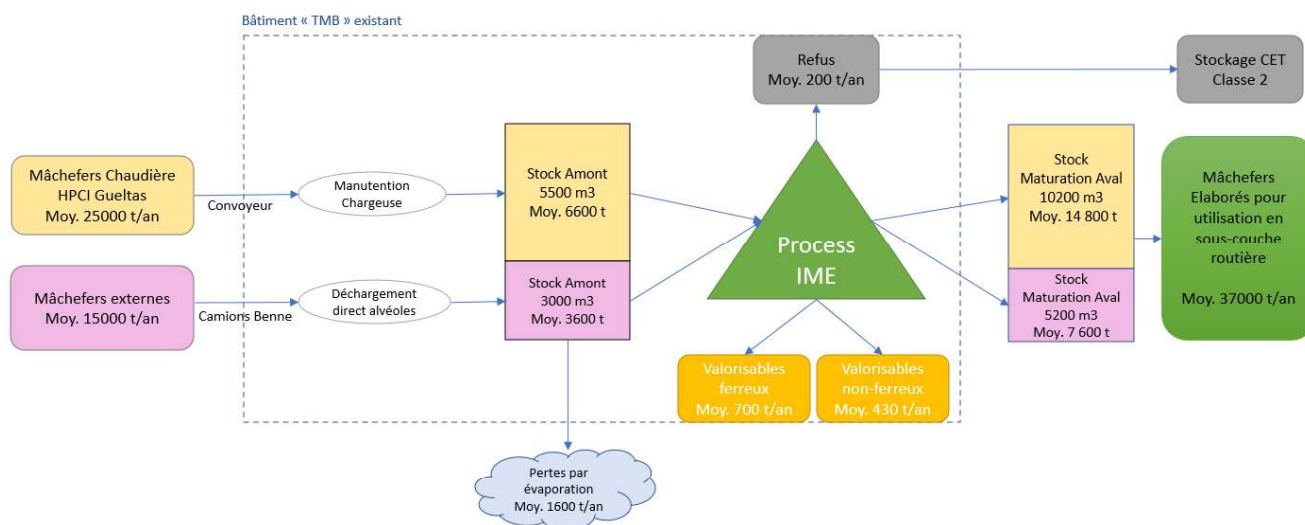 Bâtiment « TMB » existant
Refus
Moy. 200 t/an
Stockage CET
Classe 2
Mâchefers Chaudière
HPCI Gueltas
Moy. 25000 t/an
Convoyeur
Manutention
Chargeuse
Stock Amont
5500 m3
Moy. 6600 t
Process
IME
Stock
Maturation Aval
10200 m3
Moy. 14 800 t
Mâchefers
Elaborés pour
utilisation en
sous-couche
routière
Moy. 37000 t/an
Mâchefers externes
Moy. 15000 t/an
Camions Benne
Déchargement
direct alvéoles
Stock Amont
3000 m3
Moy. 3600 t
Stock
Maturation Aval
5200 m3
Moy. 7 600 t
Valorisables
ferreux
Moy. 700 t/an
Valorisables
non-ferreux
Moy. 430 t/an
Pertes par
évaporation
Moy. 1600 t/an